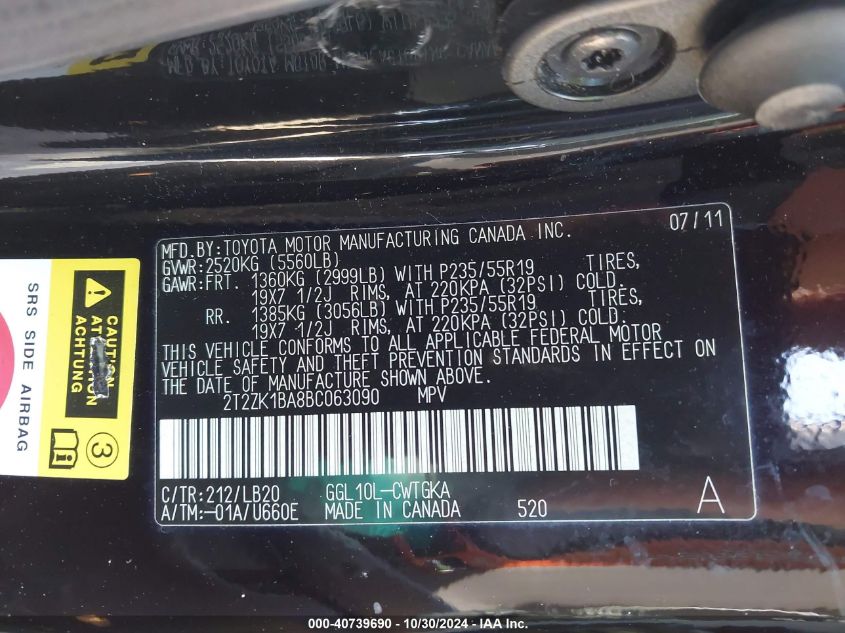 MFD.BY:TOYOTA MOTOR MANUFACTURING CANADA INC. 07/11
GVWR:2520KG (5560LB)
GAWR:FRT. 1360KG (2999LB) WITH P235/55R19 TIRES,
19X7 1/2J RIMS, AT 220KPA (32PSI) COLD.
RR. 1385KG (3056LB) WITH P235/55R19 TIRES,
19X7 1/2J RIMS, AT 220KPA (32PSI) COLD.
THIS VEHICLE CONFORMS TO ALL APPLICABLE FEDERAL MOTOR
VEHICLE SAFETY AND THEFT PREVENTION STANDARDS IN EFFECT ON
THE DATE OF MANUFACTURE SHOWN ABOVE.
2T2ZK1BA8BC063090 MPV
C/TR:212/LB20 GGL10L-CWTGKA
A/TM:-01A/U660E MADE IN CANADA 520 A
SRS SIDE AIRBAG
CAUTION
ACHTUNG
3
000-40739690 - 10/30/2024 - IAA Inc.